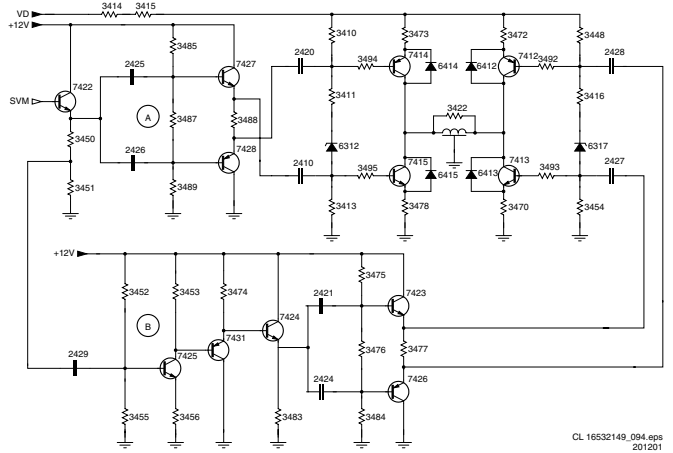 VD 3414 3415
+12V
3485 7427 2420 3410 3494 3473 7414 6414 6412 3472 7412 3492 3448 2428
7422 2425
SVM A 3487 3488 3411 3422 3416
3450 2426 7428 2410 6312 3495 7415 6415 6413 7413 3493 6317 2427
3451 3489 3413 3478 3470 3454
+12V
3452 3453 3474 7424 2421 3475 7423
B 7431
2429 7425 2424 3476 3477
7426
3455 3456 3483 3484
CL 16532149_094.eps
201201